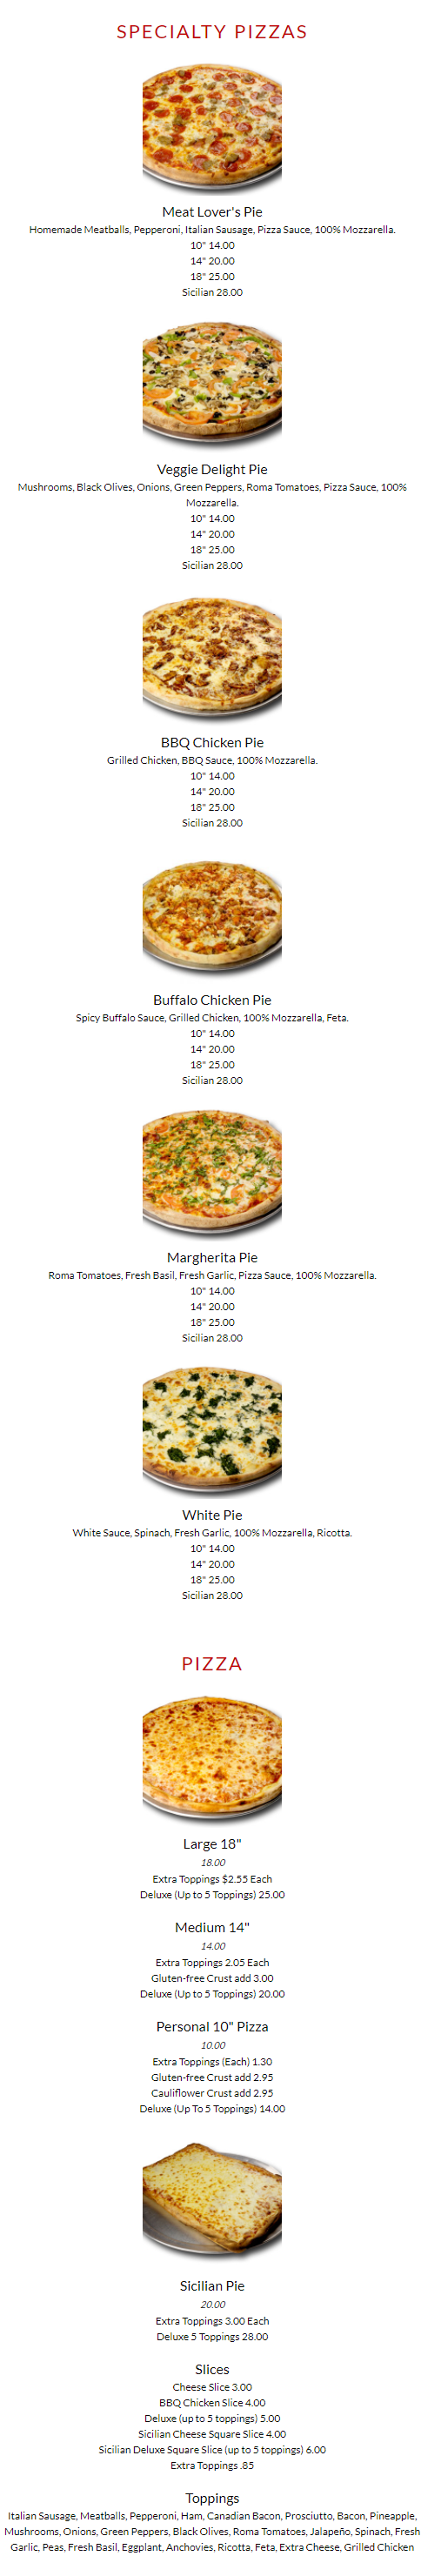 SPECIALTY PIZZAS
Meat Lover's Pie
Homemade Meatballs, Pepperoni, Italian Sausage, Pizza Sauce, 100% Mozzarella.
10" 14.00
14" 20.00
18" 25.00
Sicilian 28.00
Veggie Delight Pie
Mushrooms, Black Olives, Onions, Green Peppers, Roma Tomatoes, Pizza Sauce, 100%
Mozzarella.
10" 14.00
14" 20.00
18" 25.00
Sicilian 28.00
BBQ Chicken Pie
Grilled Chicken, BBQ Sauce, 100% Mozzarella.
10" 14.00
14" 20.00
18" 25.00
Sicilian 28.00
Buffalo Chicken Pie
Spicy Buffalo Sauce, Grilled Chicken, 100% Mozzarella, Feta.
10" 14.00
14" 20.00
18" 25.00
Sicilian 28.00
Margherita Pie
Roma Tomatoes, Fresh Basil, Fresh Garlic, Pizza Sauce, 100% Mozzarella.
10" 14.00
14" 20.00
18" 25.00
Sicilian 28.00
White Pie
White Sauce, Spinach, Fresh Garlic, 100% Mozzarella, Ricotta.
10" 14.00
14" 20.00
18" 25.00
Sicilian 28.00
PIZZA
Large 18"
18.00
Extra Toppings $2.55 Each
Deluxe (Up to 5 Toppings) 25.00
Medium 14"
14.00
Extra Toppings 2.05 Each
Gluten-free Crust add 3.00
Deluxe (Up to 5 Toppings) 20.00
Personal 10" Pizza
10.00
Extra Toppings (Each) 1.30
Gluten-free Crust add 2.95
Cauliflower Crust add 2.95
Deluxe (Up To 5 Toppings) 14.00
Sicilian Pie
20.00
Extra Toppings 3.00 Each
Deluxe 5 Toppings 28.00
Slices
Cheese Slice 3.00
BBQ Chicken Slice 4.00
Deluxe (up to 5 toppings) 5.00
Sicilian Cheese Square Slice 4.00
Sicilian Deluxe Square Slice (up to 5 toppings) 6.00
Extra Toppings .85
Toppings
Italian Sausage, Meatballs, Pepperoni, Ham, Canadian Bacon, Prosciutto, Bacon, Pineapple,
Mushrooms, Onions, Green Peppers, Black Olives, Roma Tomatoes, Jalapeño, Spinach, Fresh
Garlic, Peas, Fresh Basil, Eggplant, Anchovies, Ricotta, Feta, Extra Cheese, Grilled Chicken